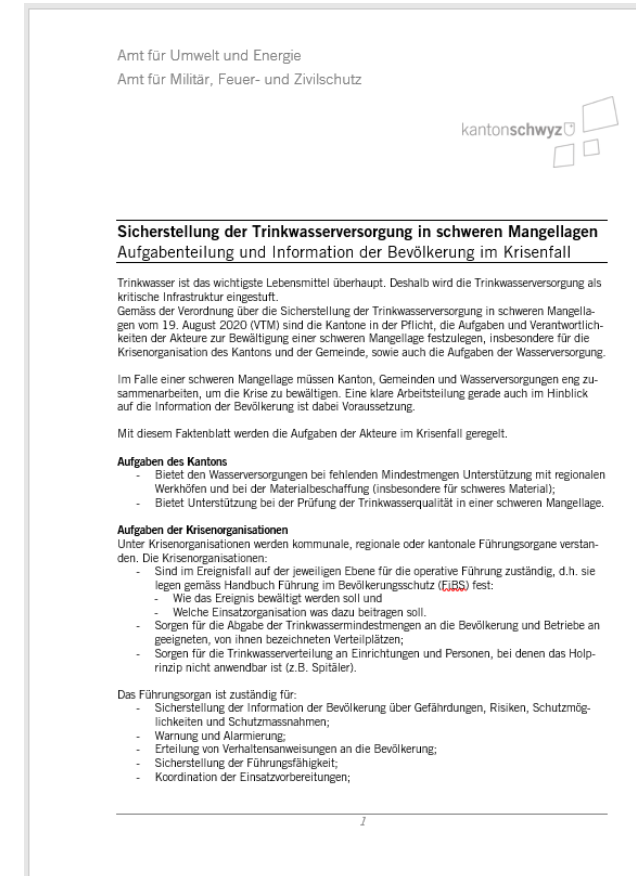 Amt für Umwelt und Energie
Amt für Militär, Feuer- und Zivilschutz
kantonschwyz
Sicherstellung der Trinkwasserversorgung in schweren Mangellagen
Aufgabenteilung und Information der Bevölkerung im Krisenfall
Trinkwasser ist das wichtigste Lebensmittel überhaupt. Deshalb wird die Trinkwasserversorgung als
kritische Infrastruktur eingestuft.
Gemäss der Verordnung über die Sicherstellung der Trinkwasserversorgung in schweren Mangella-
gen vom 19. August 2020 (VTM) sind die Kantone in der Pflicht, die Aufgaben und Verantwortlich-
keiten der Akteure zur Bewältigung einer schweren Mangellage festzulegen, insbesondere für die
Krisenorganisation des Kantons und der Gemeinde, sowie auch die Aufgaben der Wasserversorgung.
Im Falle einer schweren Mangellage müssen Kanton, Gemeinden und Wasserversorgungen eng zu-
sammenarbeiten, um die Krise zu bewältigen. Eine klare Arbeitsteilung gerade auch im Hinblick
auf die Information der Bevölkerung ist dabei Voraussetzung.
Mit diesem Faktenblatt werden die Aufgaben der Akteure im Krisenfall geregelt.
Aufgaben des Kantons
- Bietet den Wasserversorgungen bei fehlenden Mindestmengen Unterstützung mit regionalen
Werkhöfen und bei der Materialbeschaffung (insbesondere für schweres Material);
- Bietet Unterstützung bei der Prüfung der Trinkwasserqualität in einer schweren Mangellage.
Aufgaben der Krisenorganisationen
Unter Krisenorganisationen werden kommunale, regionale oder kantonale Führungsorgane verstan-
den. Die Krisenorganisationen:
- Sind im Ereignisfall auf der jeweiligen Ebene für die operative Führung zuständig, d.h. sie
legen gemäss Handbuch Führung im Bevölkerungsschutz (FiBS) fest:
- Wie das Ereignis bewältigt werden soll und
- Welche Einsatzorganisation was dazu beitragen soll.
- Sorgen für die Abgabe der Trinkwassermindestmengen an die Bevölkerung und Betriebe an
geeigneten, von ihnen bezeichneten Verteilplätzen;
- Sorgen für die Trinkwasserverteilung an Einrichtungen und Personen, bei denen das Holp-
rinzip nicht anwendbar ist (z.B. Spitäler).
Das Führungsorgan ist zuständig für:
- Sicherstellung der Information der Bevölkerung über Gefährdungen, Risiken, Schutzmög-
lichkeiten und Schutzmassnahmen;
- Warnung und Alarmierung;
- Erteilung von Verhaltensanweisungen an die Bevölkerung;
- Sicherstellung der Führungsfähigkeit;
- Koordination der Einsatzvorbereitungen;
1